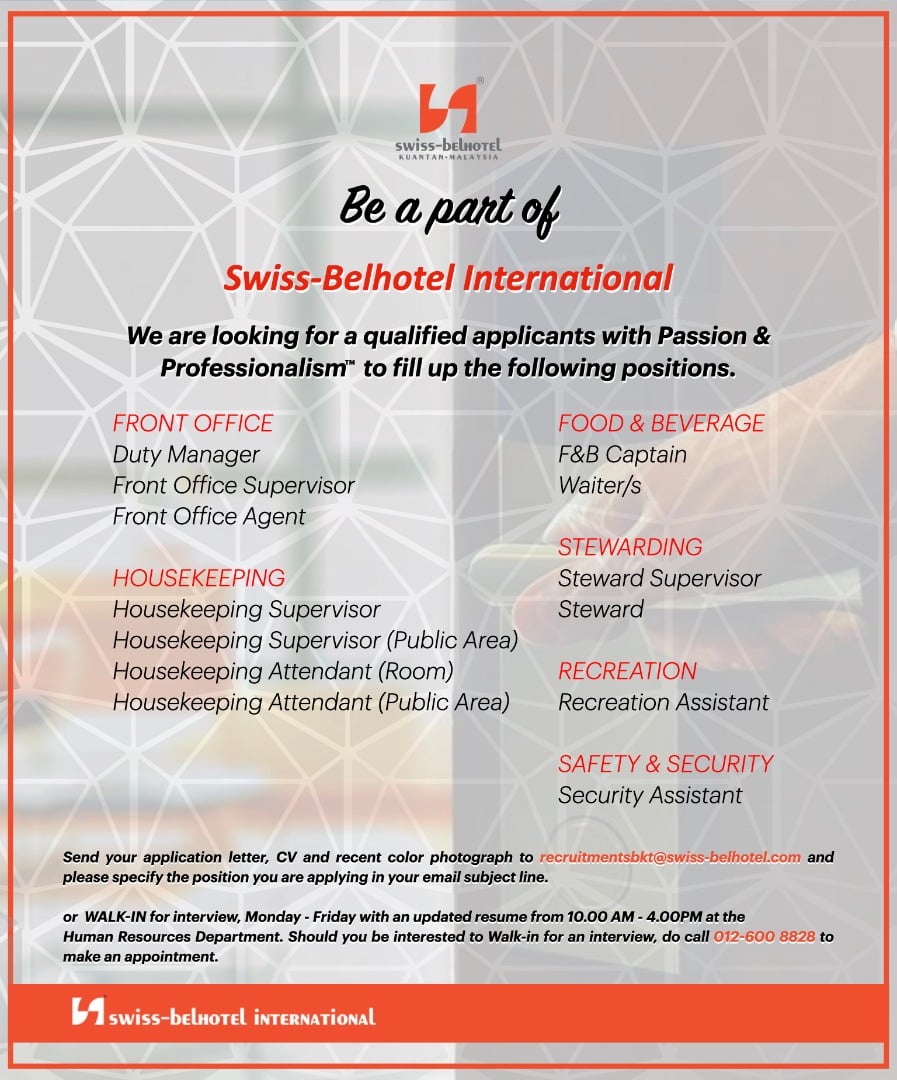 ®
swiss-belhotel
KUANTAN-MALAYSIA
Be a part of
Swiss-Belhotel International
We are looking for a qualified applicants with Passion &
Professionalism™ to fill up the following positions.
FRONT OFFICE
Duty Manager
Front Office Supervisor
Front Office Agent
HOUSEKEEPING
Housekeeping Supervisor
Housekeeping Supervisor (Public Area)
Housekeeping Attendant (Room)
Housekeeping Attendant (Public Area)
FOOD & BEVERAGE
F&B Captain
Waiter/s
STEWARDING
Steward Supervisor
Steward
RECREATION
Recreation Assistant
SAFETY & SECURITY
Security Assistant
Send your application letter, CV and recent color photograph to recruitmentsbkt@swiss-belhotel.com and
please specify the position you are applying in your email subject line.
or WALK-IN for interview, Monday - Friday with an updated resume from 10.00 AM - 4.00PM at the
Human Resources Department. Should you be interested to Walk-in for an interview, do call 012-600 8828 to
make an appointment.
swiss-belhotel international